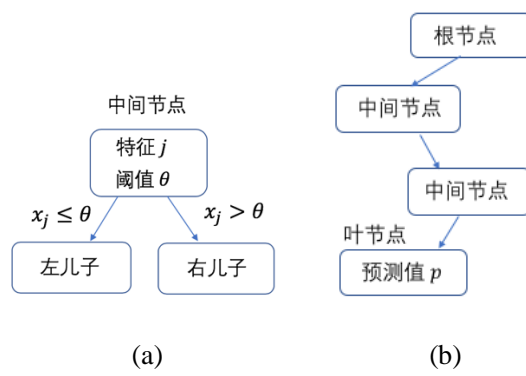 中间节点
特征 j
阈值 θ
x_j ≤ θ
x_j > θ
左儿子
右儿子
(a)
根节点
中间节点
中间节点
叶节点
预测值 p
(b)